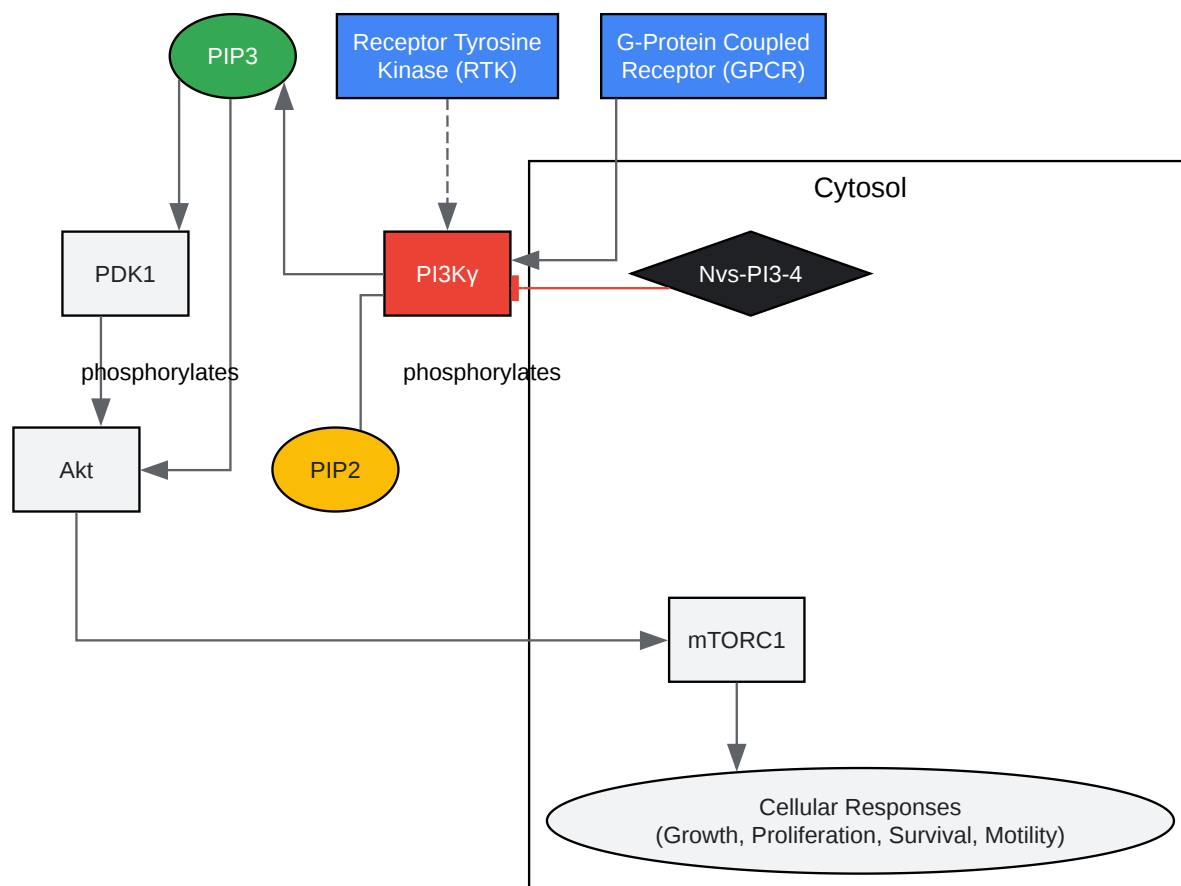 PIP3
Receptor Tyrosine
Kinase (RTK)
G-Protein Coupled
Receptor (GPCR)
Cytosol
PDK1
PI3Kγ
Nvs-PI3-4
phosphorylates
phosphorylates
Akt
PIP2
mTORC1
Cellular Responses
(Growth, Proliferation, Survival, Motility)